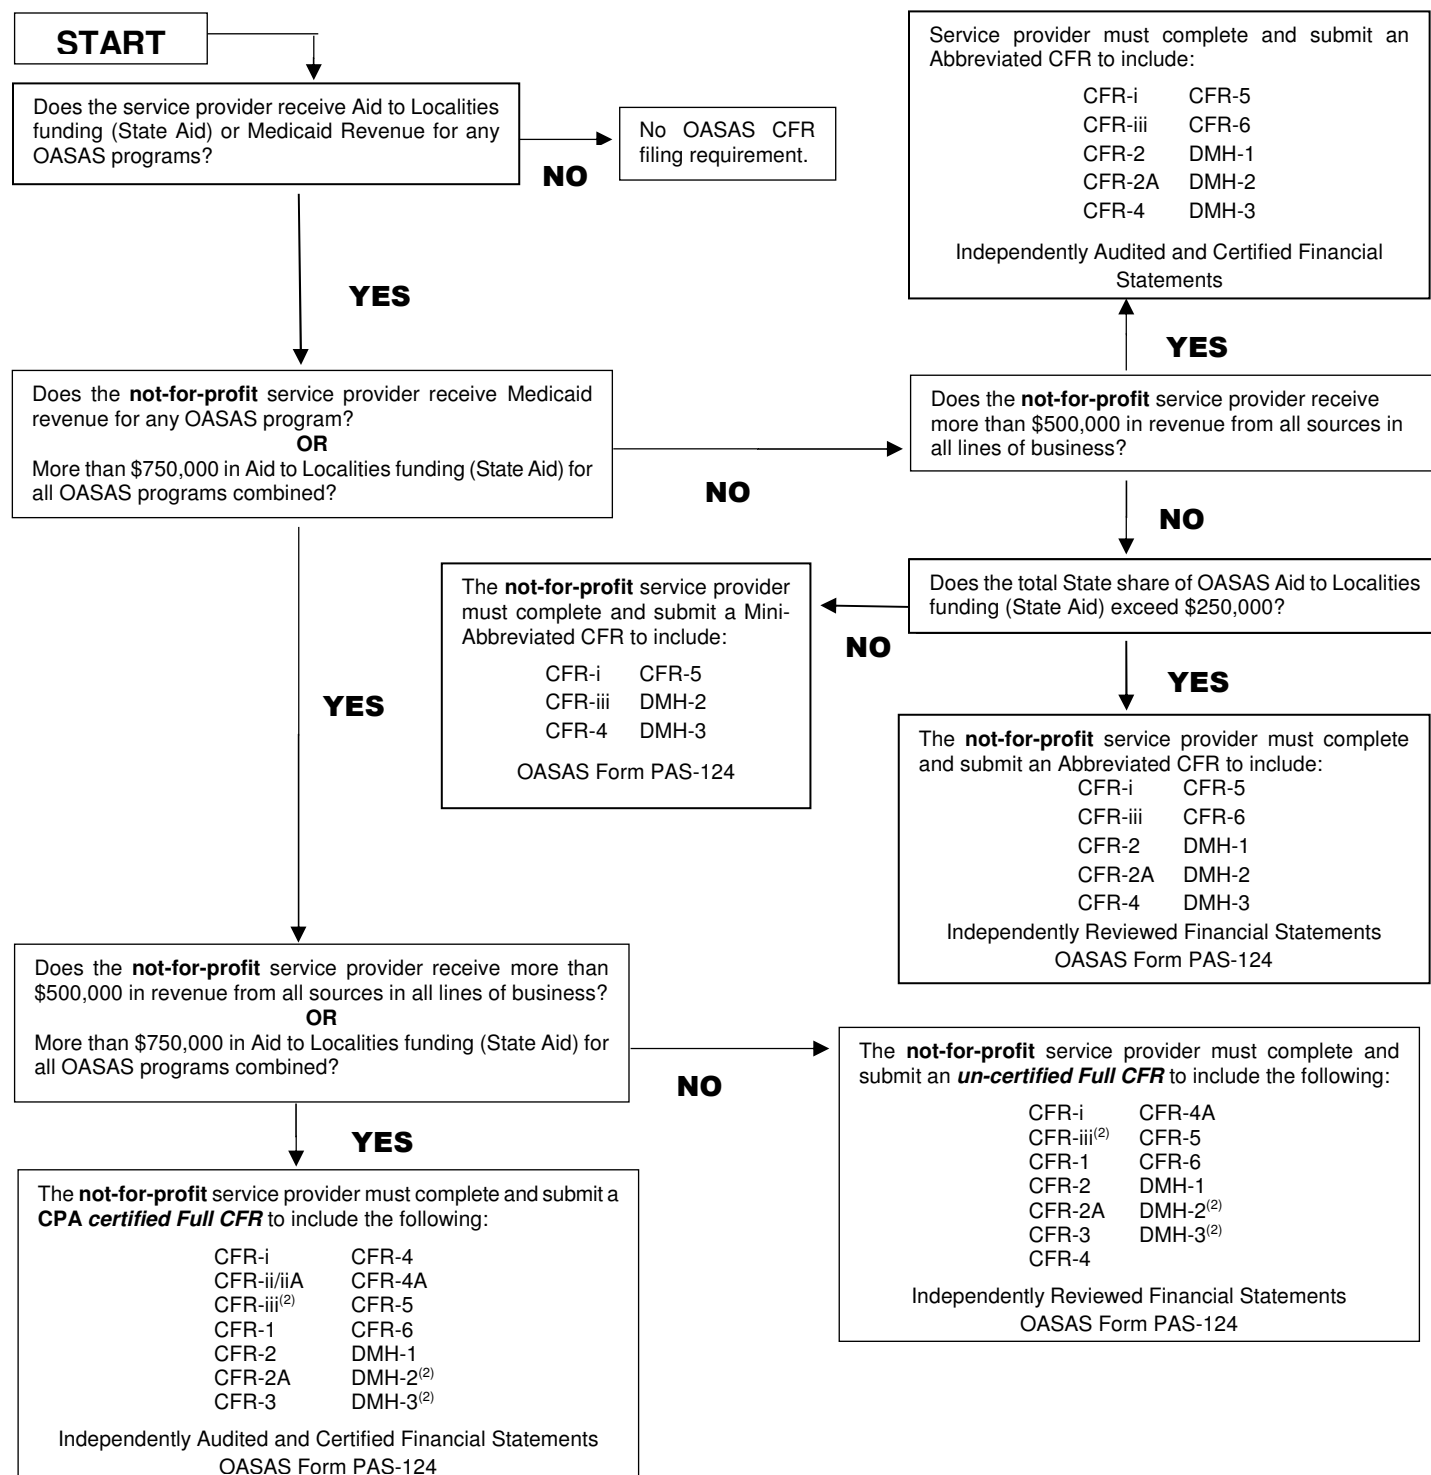 START
Does the service provider receive Aid to Localities
funding (State Aid) or Medicaid Revenue for any
OASAS programs?
NO
No OASAS CFR
filing requirement.
Service provider must complete and submit an
Abbreviated CFR to include:
CFR-i CFR-5
CFR-iii CFR-6
CFR-2 DMH-1
CFR-2A DMH-2
CFR-4 DMH-3
Independently Audited and Certified Financial
Statements
YES
YES
Does the not-for-profit service provider receive Medicaid
revenue for any OASAS program?
OR
More than $750,000 in Aid to Localities funding (State Aid) for
all OASAS programs combined?
NO
Does the not-for-profit service provider receive
more than $500,000 in revenue from all sources in
all lines of business?
NO
Does the total State share of OASAS Aid to Localities
funding (State Aid) exceed $250,000?
NO
The not-for-profit service provider
must complete and submit a Mini-
Abbreviated CFR to include:
CFR-i CFR-5
CFR-iii DMH-2
CFR-4 DMH-3
OASAS Form PAS-124
YES
YES
The not-for-profit service provider must complete
and submit an Abbreviated CFR to include:
CFR-i CFR-5
CFR-iii CFR-6
CFR-2 DMH-1
CFR-2A DMH-2
CFR-4 DMH-3
Independently Reviewed Financial Statements
OASAS Form PAS-124
Does the not-for-profit service provider receive more than
$500,000 in revenue from all sources in all lines of business?
OR
More than $750,000 in Aid to Localities funding (State Aid) for
all OASAS programs combined?
NO
The not-for-profit service provider must complete and
submit an un-certified Full CFR to include the following:
CFR-i CFR-4A
CFR-iii(2) CFR-5
CFR-1 CFR-6
CFR-2 DMH-1
CFR-2A DMH-2(2)
CFR-3 DMH-3(2)
CFR-4
Independently Reviewed Financial Statements
OASAS Form PAS-124
YES
The not-for-profit service provider must complete and submit a
CPA certified Full CFR to include the following:
CFR-i CFR-4
CFR-ii/iiA CFR-4A
CFR-iii(2) CFR-5
CFR-1 CFR-6
CFR-2 DMH-1
CFR-2A DMH-2(2)
CFR-3 DMH-3(2)
Independently Audited and Certified Financial Statements
OASAS Form PAS-124